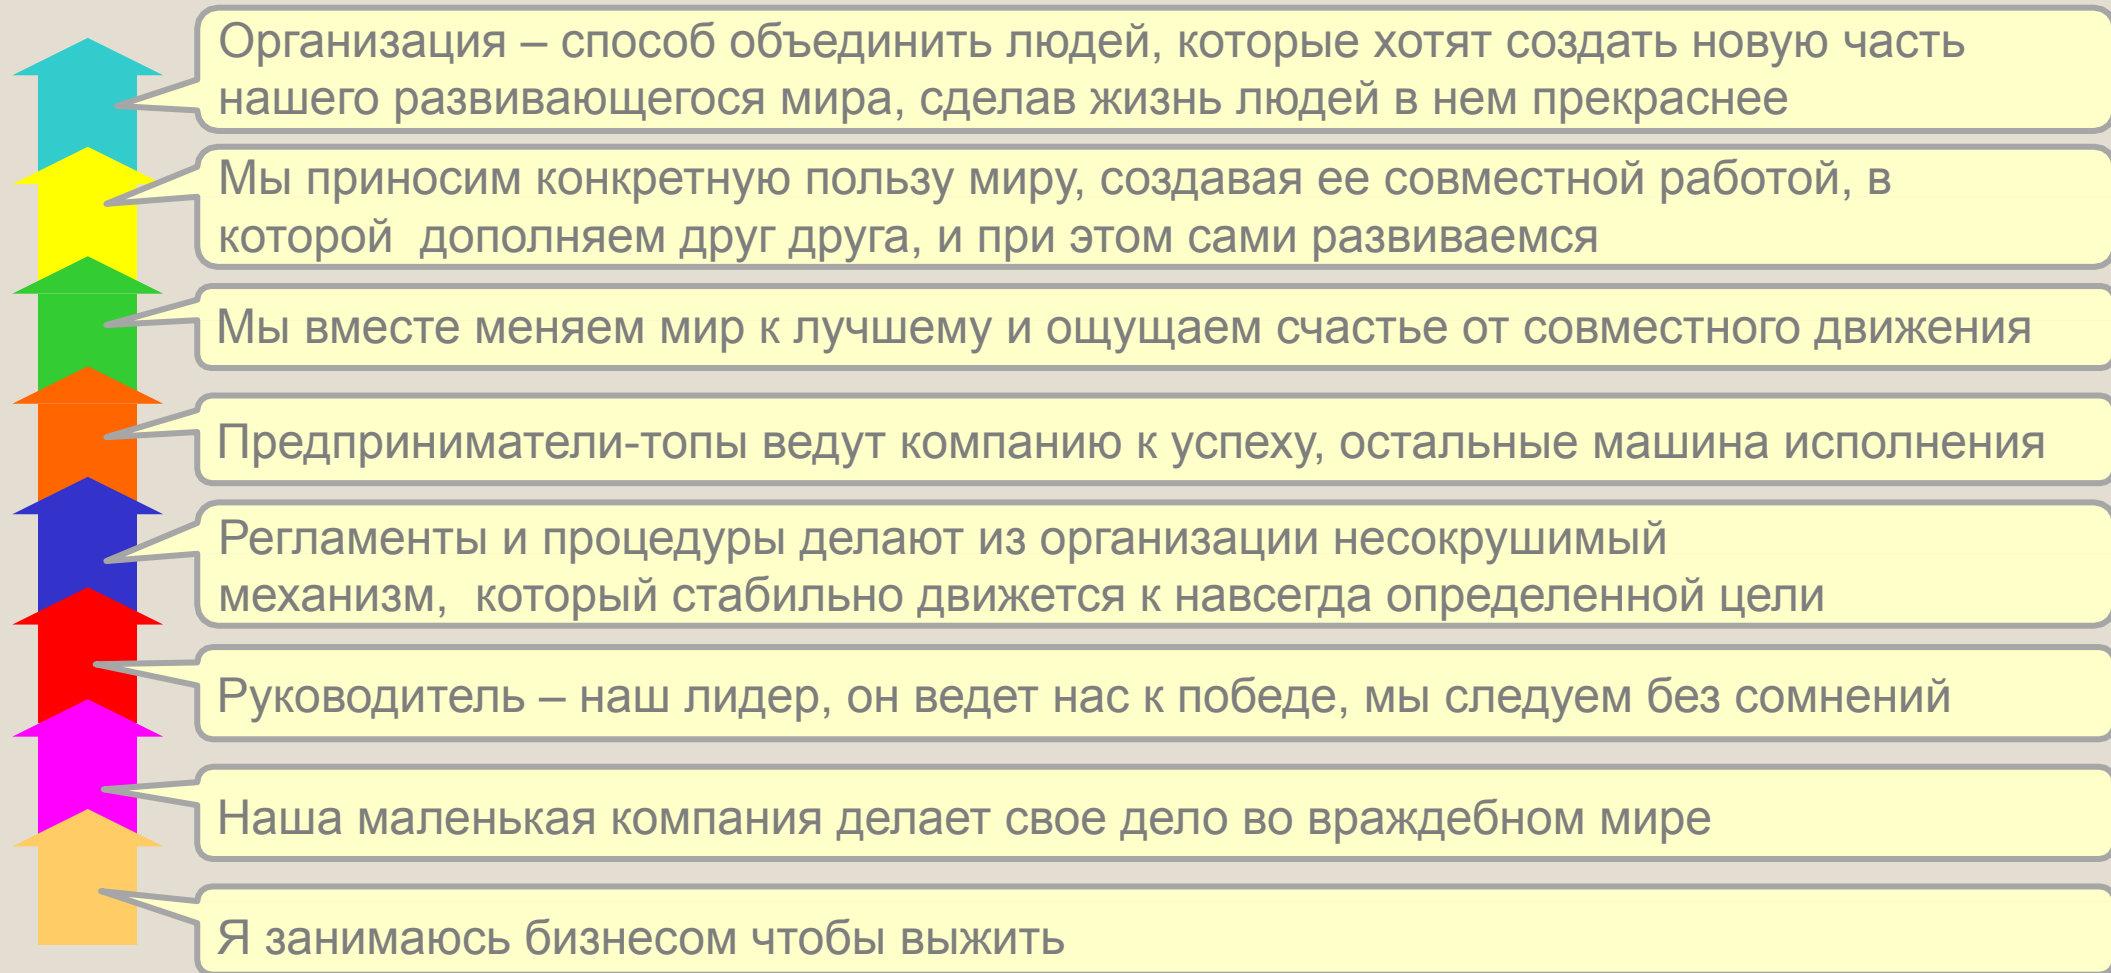 Организация – способ объединить людей, которые хотят создать новую часть
нашего развивающегося мира, сделав жизнь людей в нем прекраснее
Мы приносим конкретную пользу миру, создавая ее совместной работой, в
которой  дополняем друг друга, и при этом сами развиваемся
Мы вместе меняем мир к лучшему и ощущаем счастье от совместного движения
Предприниматели-топы ведут компанию к успеху, остальные машина исполнения
Регламенты и процедуры делают из организации несокрушимый
механизм,  который стабильно движется к навсегда определенной цели
Руководитель – наш лидер, он ведет нас к победе, мы следуем без сомнений
Наша маленькая компания делает свое дело во враждебном мире
Я занимаюсь бизнесом чтобы выжить